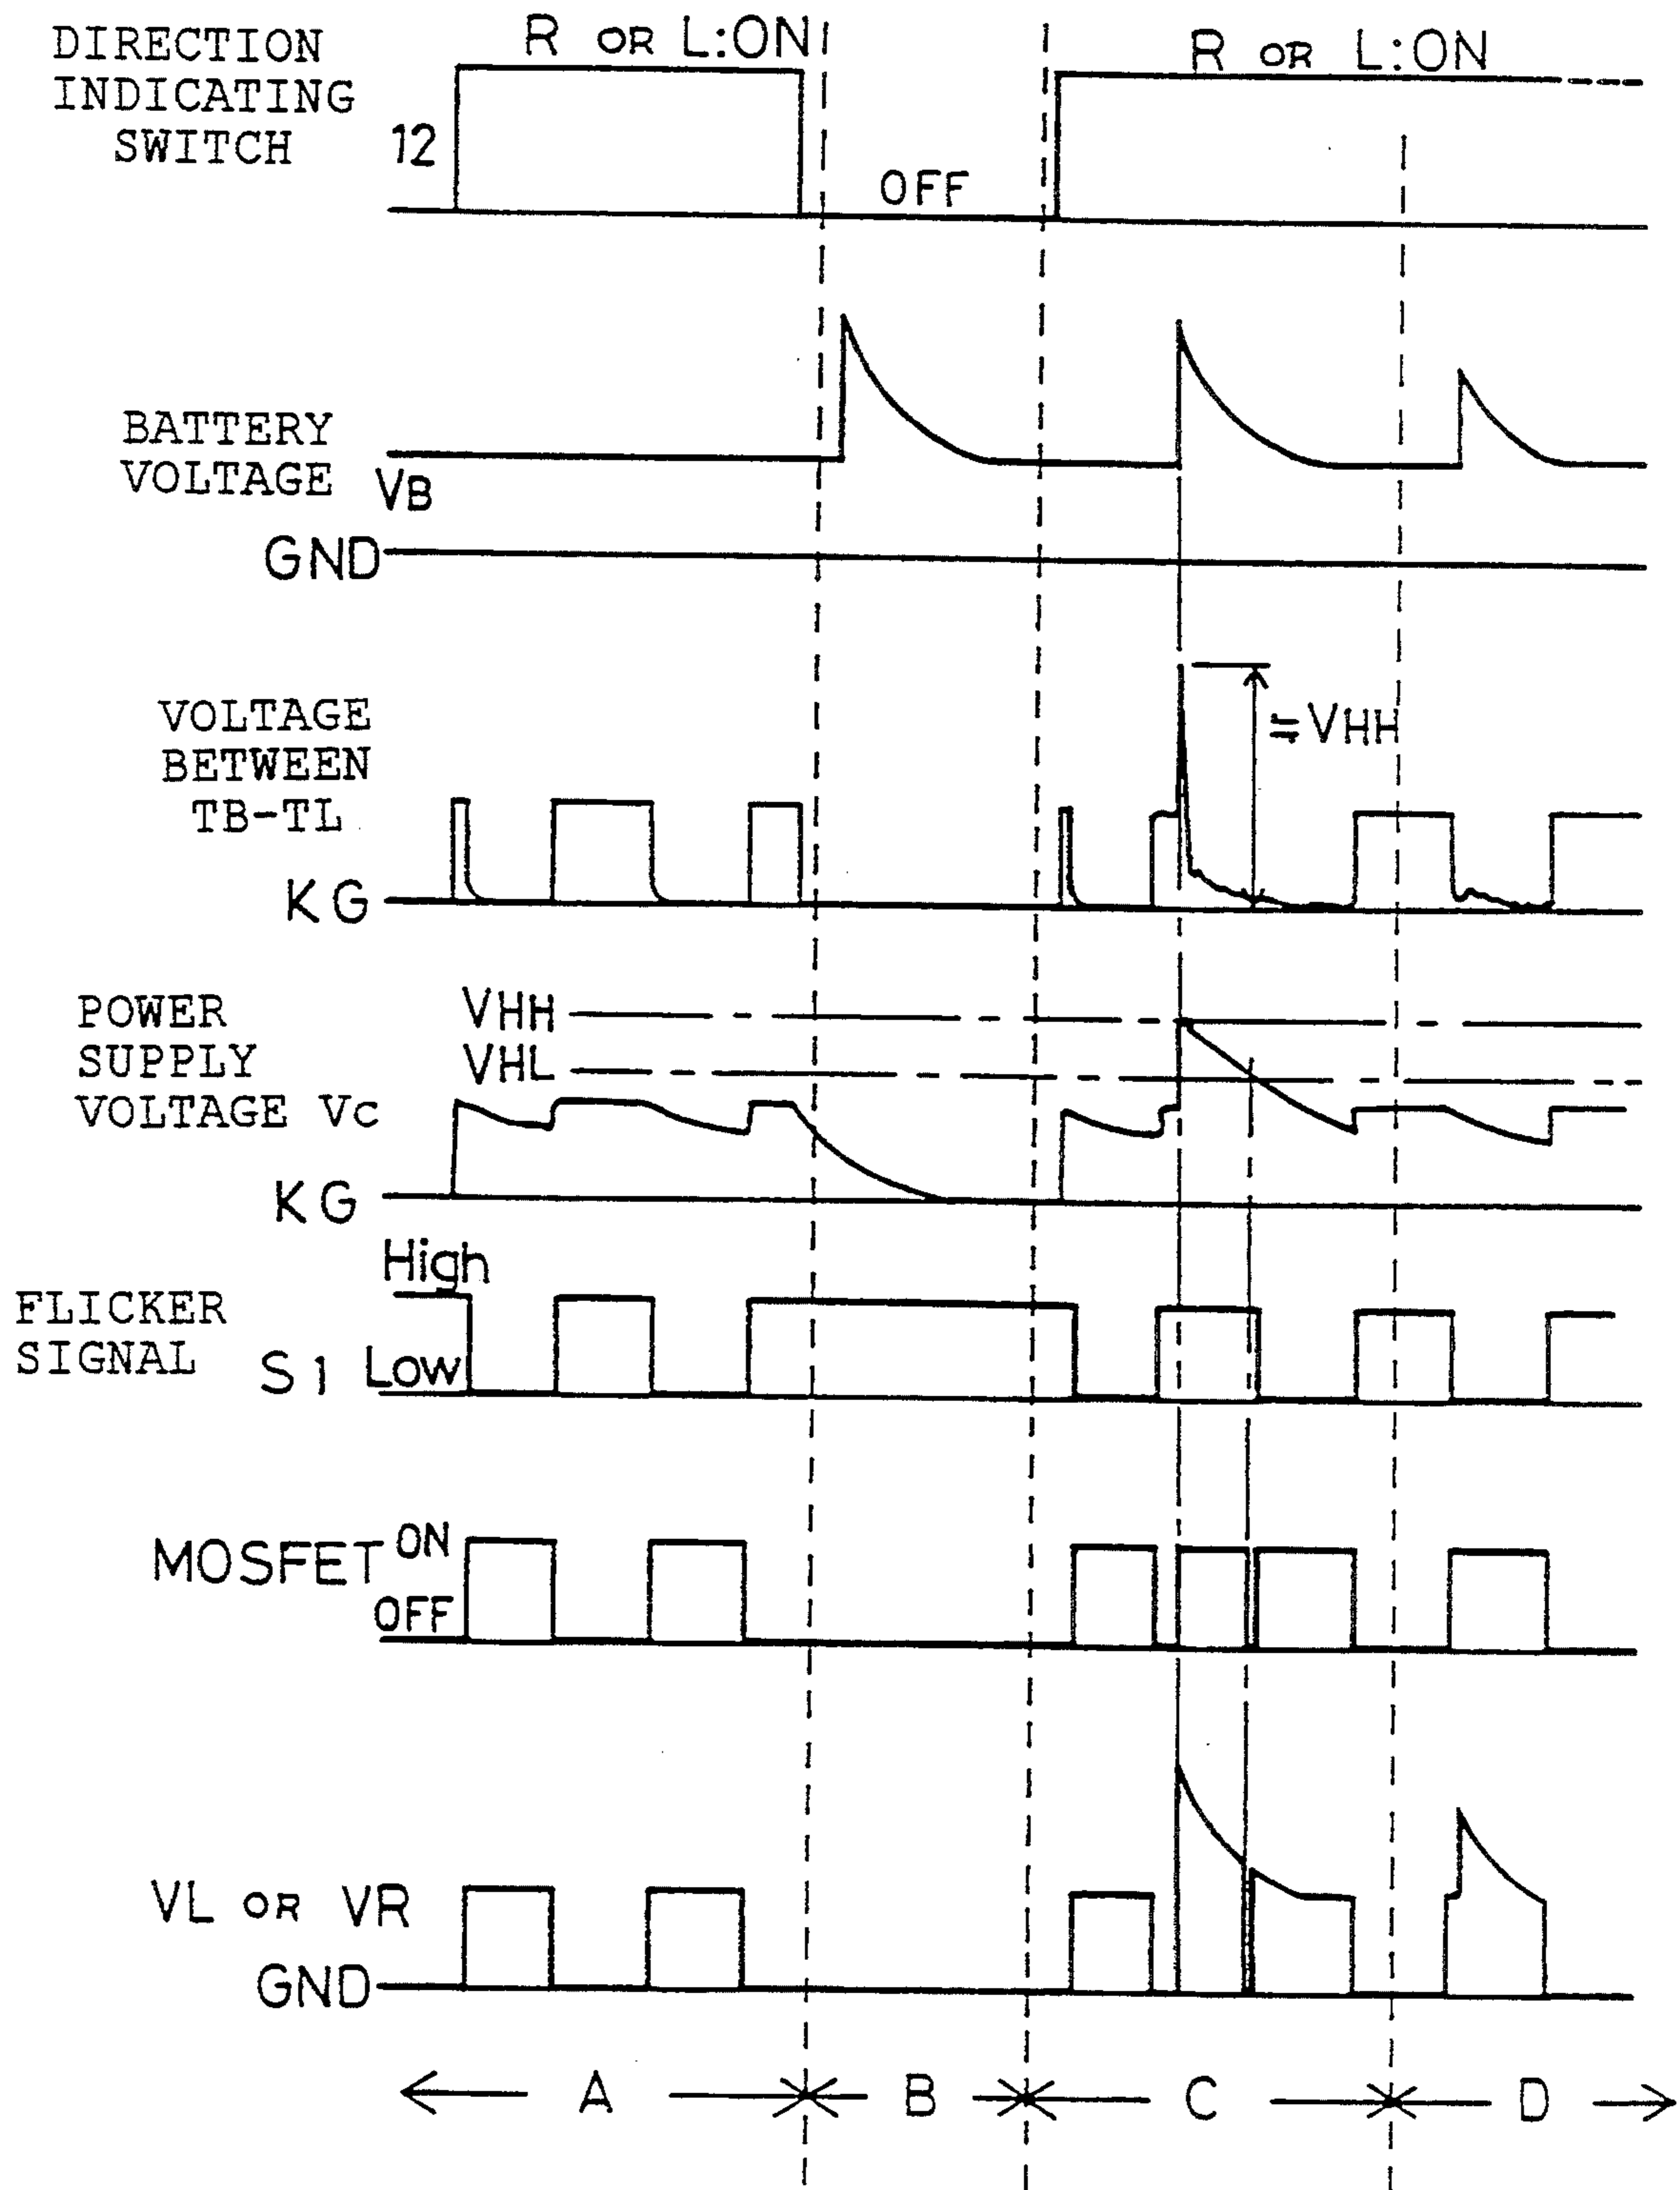 DIRECTION
INDICATING
SWITCH
12
R OR L:ON
OFF
R OR L:ON
BATTERY
VOLTAGE
VB
GND
VOLTAGE
BETWEEN
TB-TL
≒VHH
KG
POWER
SUPPLY
VOLTAGE Vc
VHH
VHL
KG
FLICKER
SIGNAL
S1
High
Low
MOSFET
ON
OFF
VL OR VR
GND
A
B
C
D